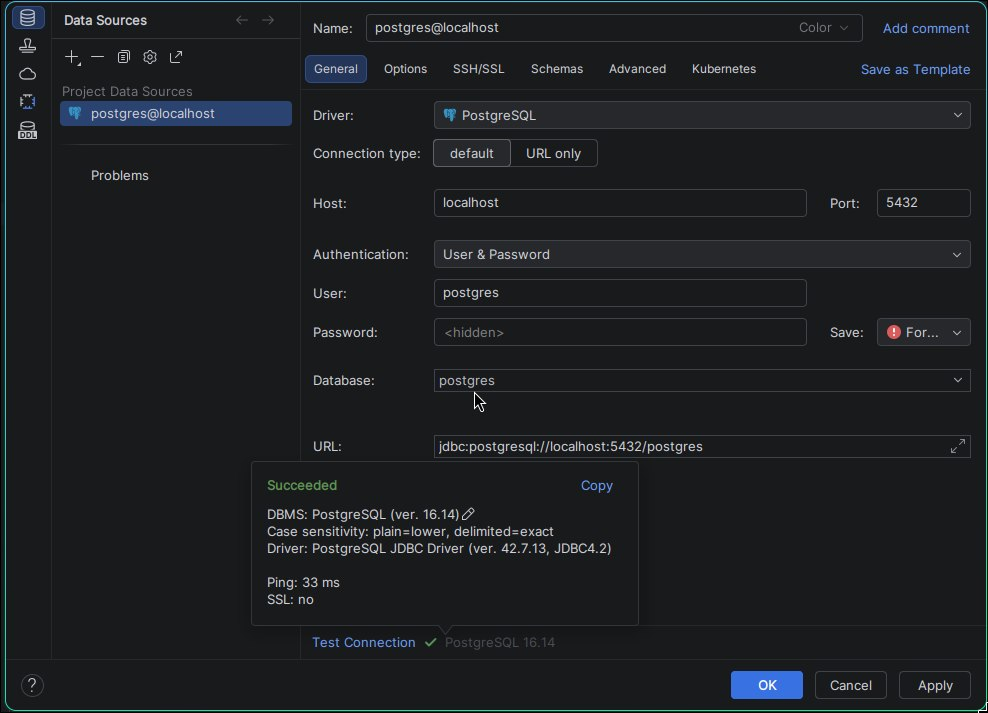 Data Sources
Project Data Sources
postgres@localhost
Problems
DDL
Name: postgres@localhost Color Add comment
General Options SSH/SSL Schemas Advanced Kubernetes Save as Template
Driver: PostgreSQL
Connection type: default URL only
Host: localhost Port: 5432
Authentication: User & Password
User: postgres
Password: <hidden> Save: For...
Database: postgres
URL: jdbc:postgresql://localhost:5432/postgres
Succeeded Copy
DBMS: PostgreSQL (ver. 16.14)
Case sensitivity: plain=lower, delimited=exact
Driver: PostgreSQL JDBC Driver (ver. 42.7.13, JDBC4.2)
Ping: 33 ms
SSL: no
Test Connection PostgreSQL 16.14
? OK Cancel Apply